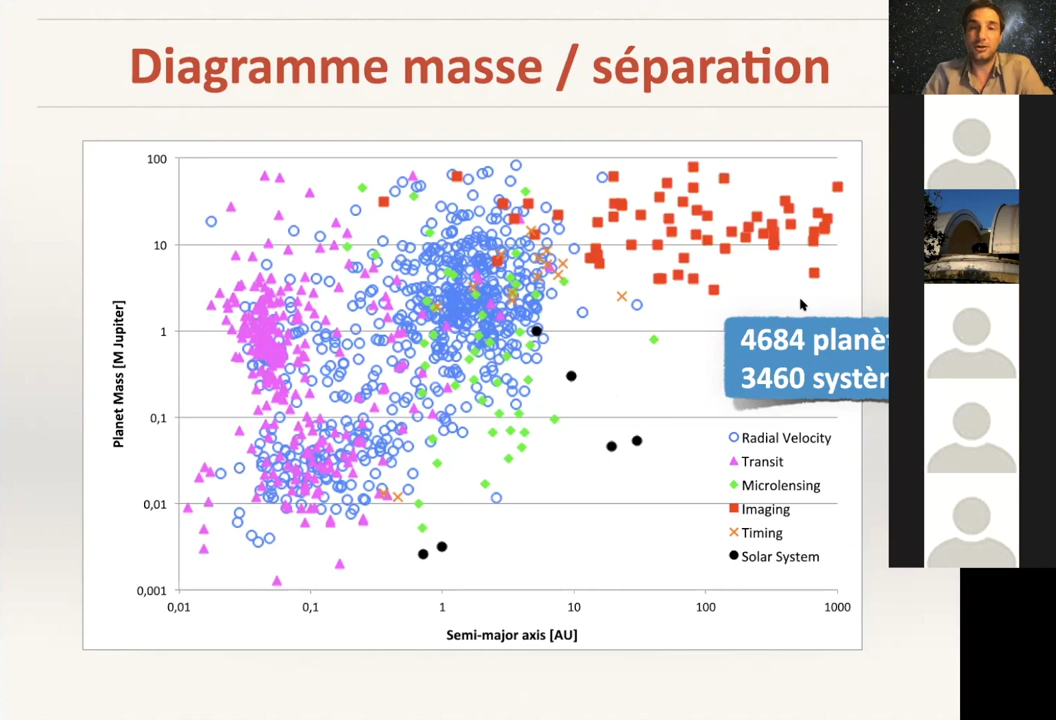 Diagramme masse / séparation
100
10
1
0,1
0,01
0,001
Planet Mass [M Jupiter]
0,01 0,1 1 10 100 1000
Semi-major axis [AU]
4684 planè
3460 systèr
Radial Velocity
Transit
Microlensing
Imaging
Timing
Solar System